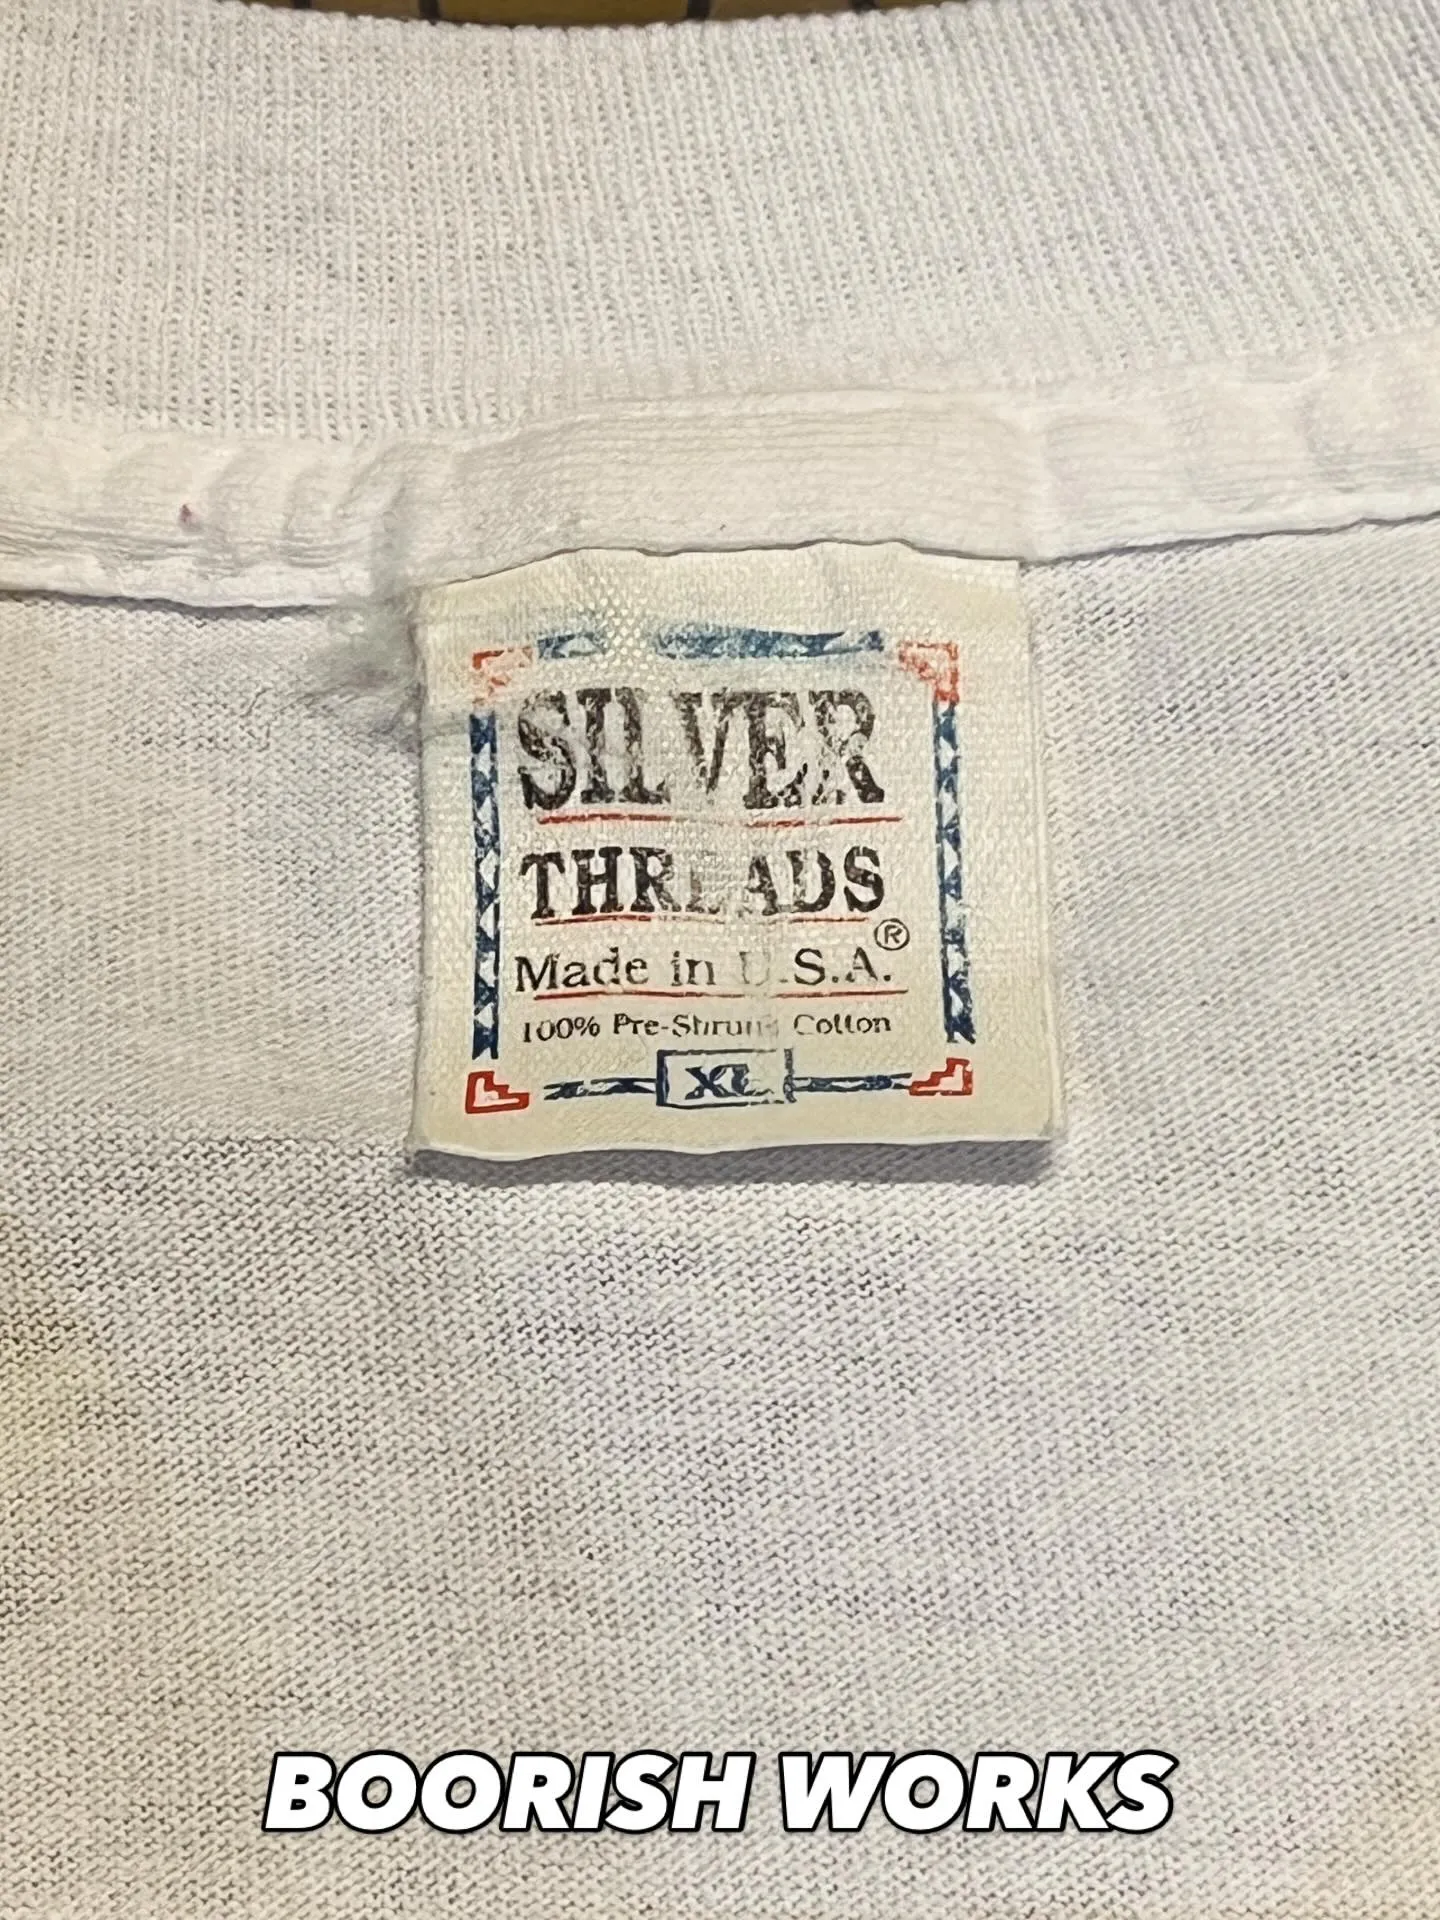 SILVER
THREADS
®
Made in U.S.A.
100% Pre-Shrunk Cotton
XL
BOORISH WORKS